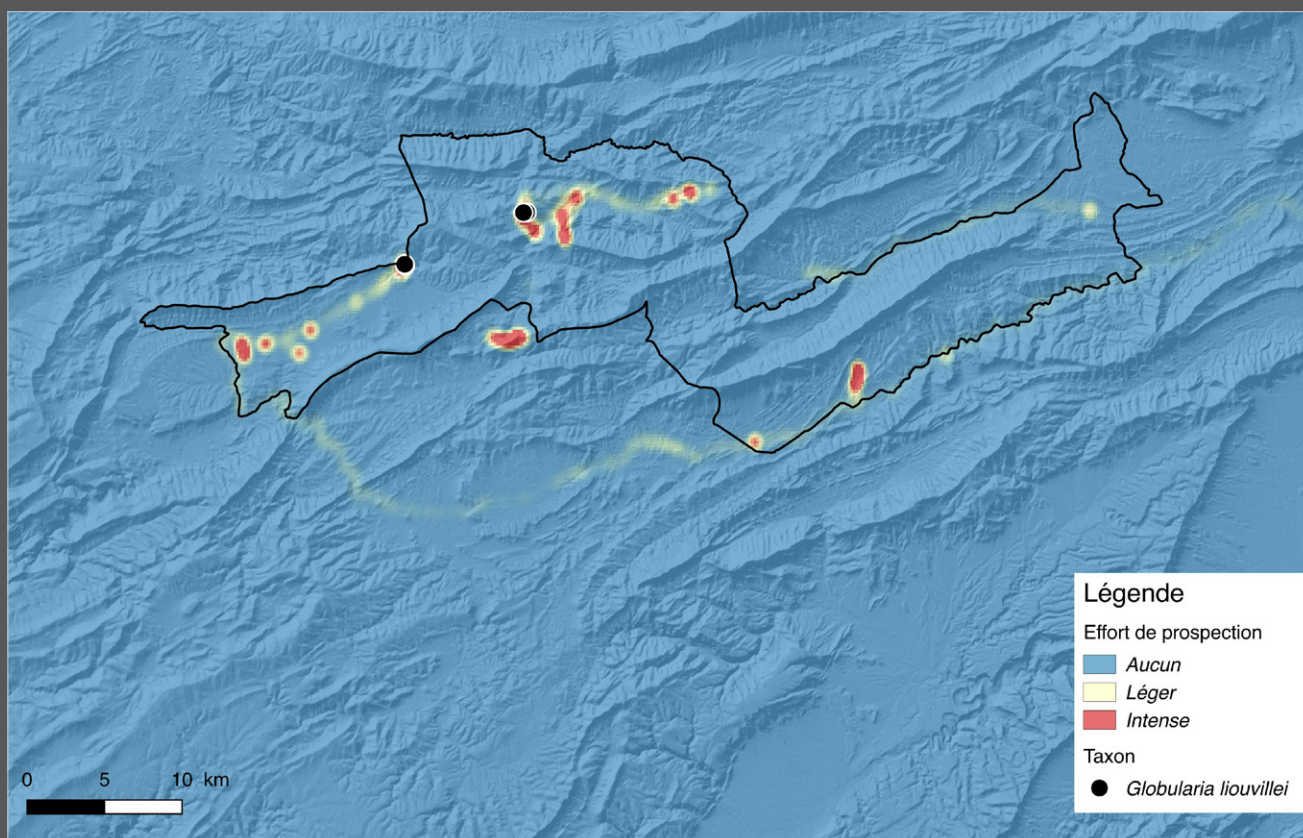 Légende
Effort de prospection
Aucun
Léger
Intense
Taxon
Globularia liouvillei
0 5 10 km